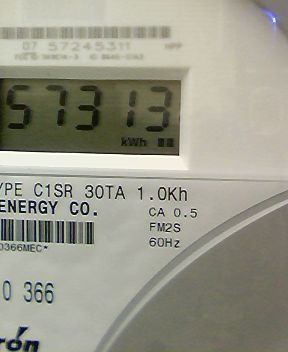 07 57245311
57313
kWh
YPE C1SR 30TA 1.0Kh
ENERGY CO.
CA 0.5
FM2S
60Hz
0366MEC*
0 366
rón